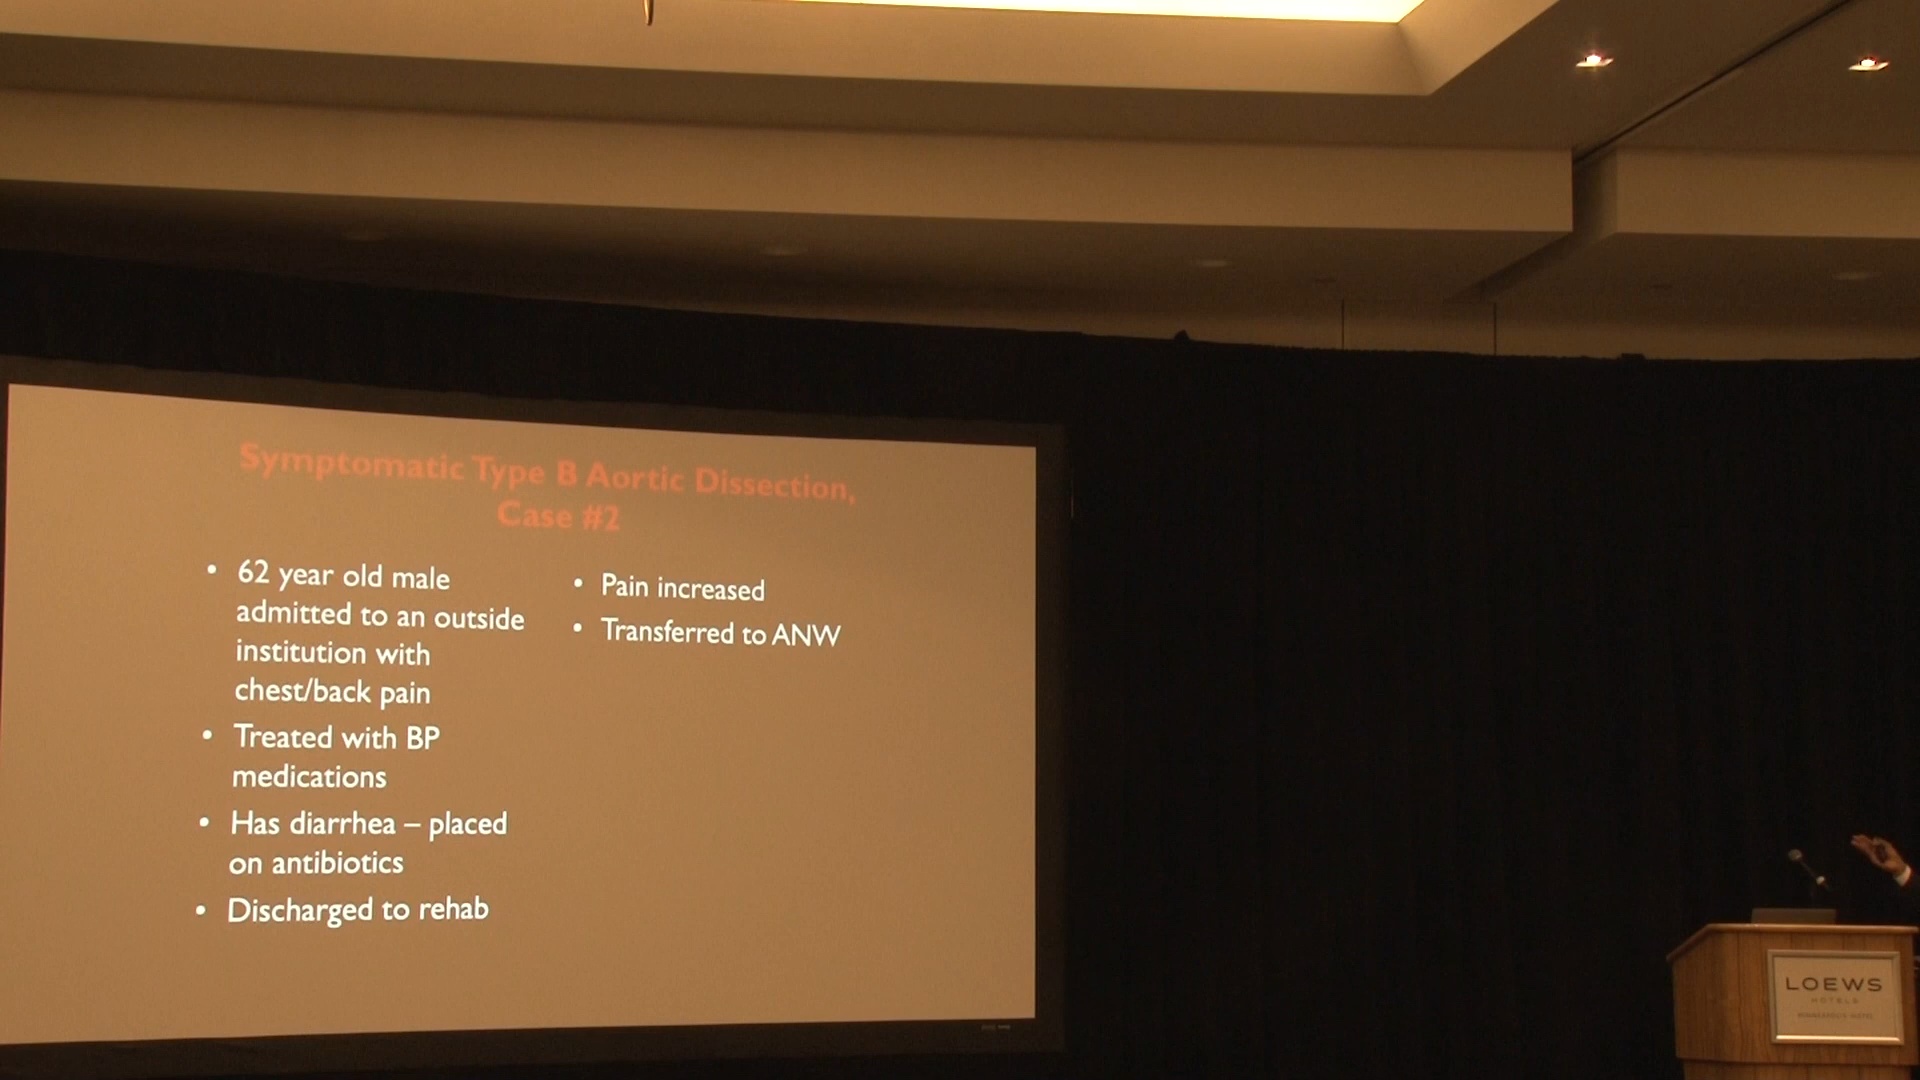 Symptomatic Type B Aortic Dissection,
Case #2
• 62 year old male
admitted to an outside
institution with
chest/back pain
• Treated with BP
medications
• Has diarrhea – placed
on antibiotics
• Discharged to rehab
• Pain increased
• Transferred to ANW
LOEWS
HOTELS